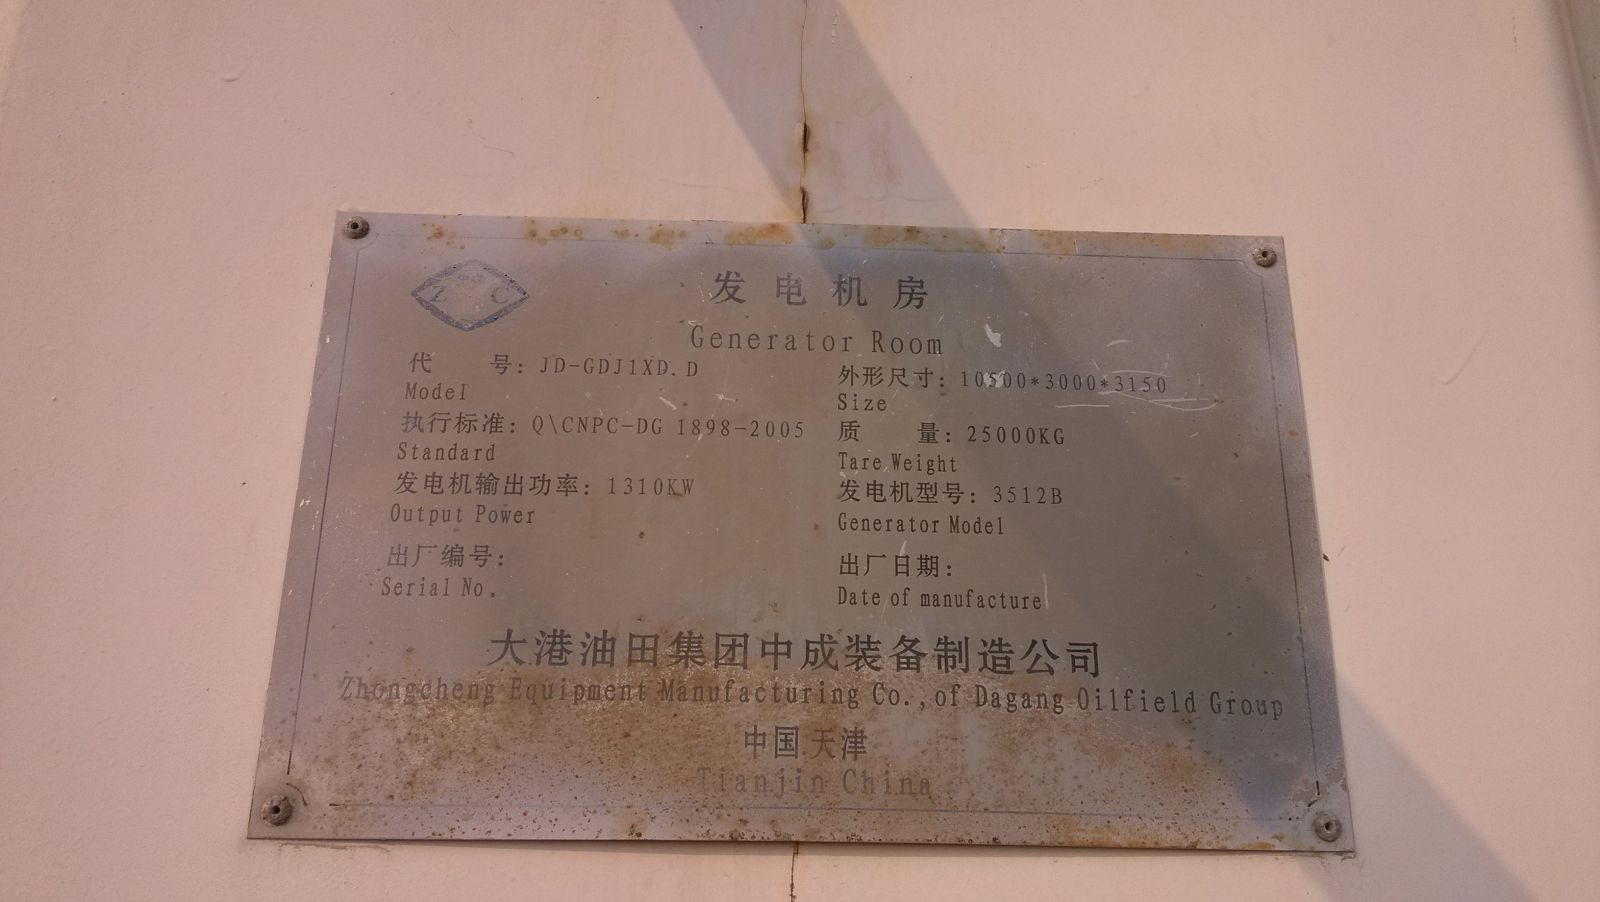 中成
Z C
发电机房
Generator Room
代 号: JD-GDJ1XD.D
Model
外形尺寸: 10500*3000*3150
Size
执行标准: Q\CNPC-DG 1898-2005
Standard
质 量: 25000KG
Tare Weight
发电机输出功率: 1310KW
Output Power
发电机型号: 3512B
Generator Model
出厂编号:
Serial No.
出厂日期:
Date of manufacture
大港油田集团中成装备制造公司
Zhongcheng Equipment Manufacturing Co., of Dagang Oilfield Group
中国.天津
Tianjin China